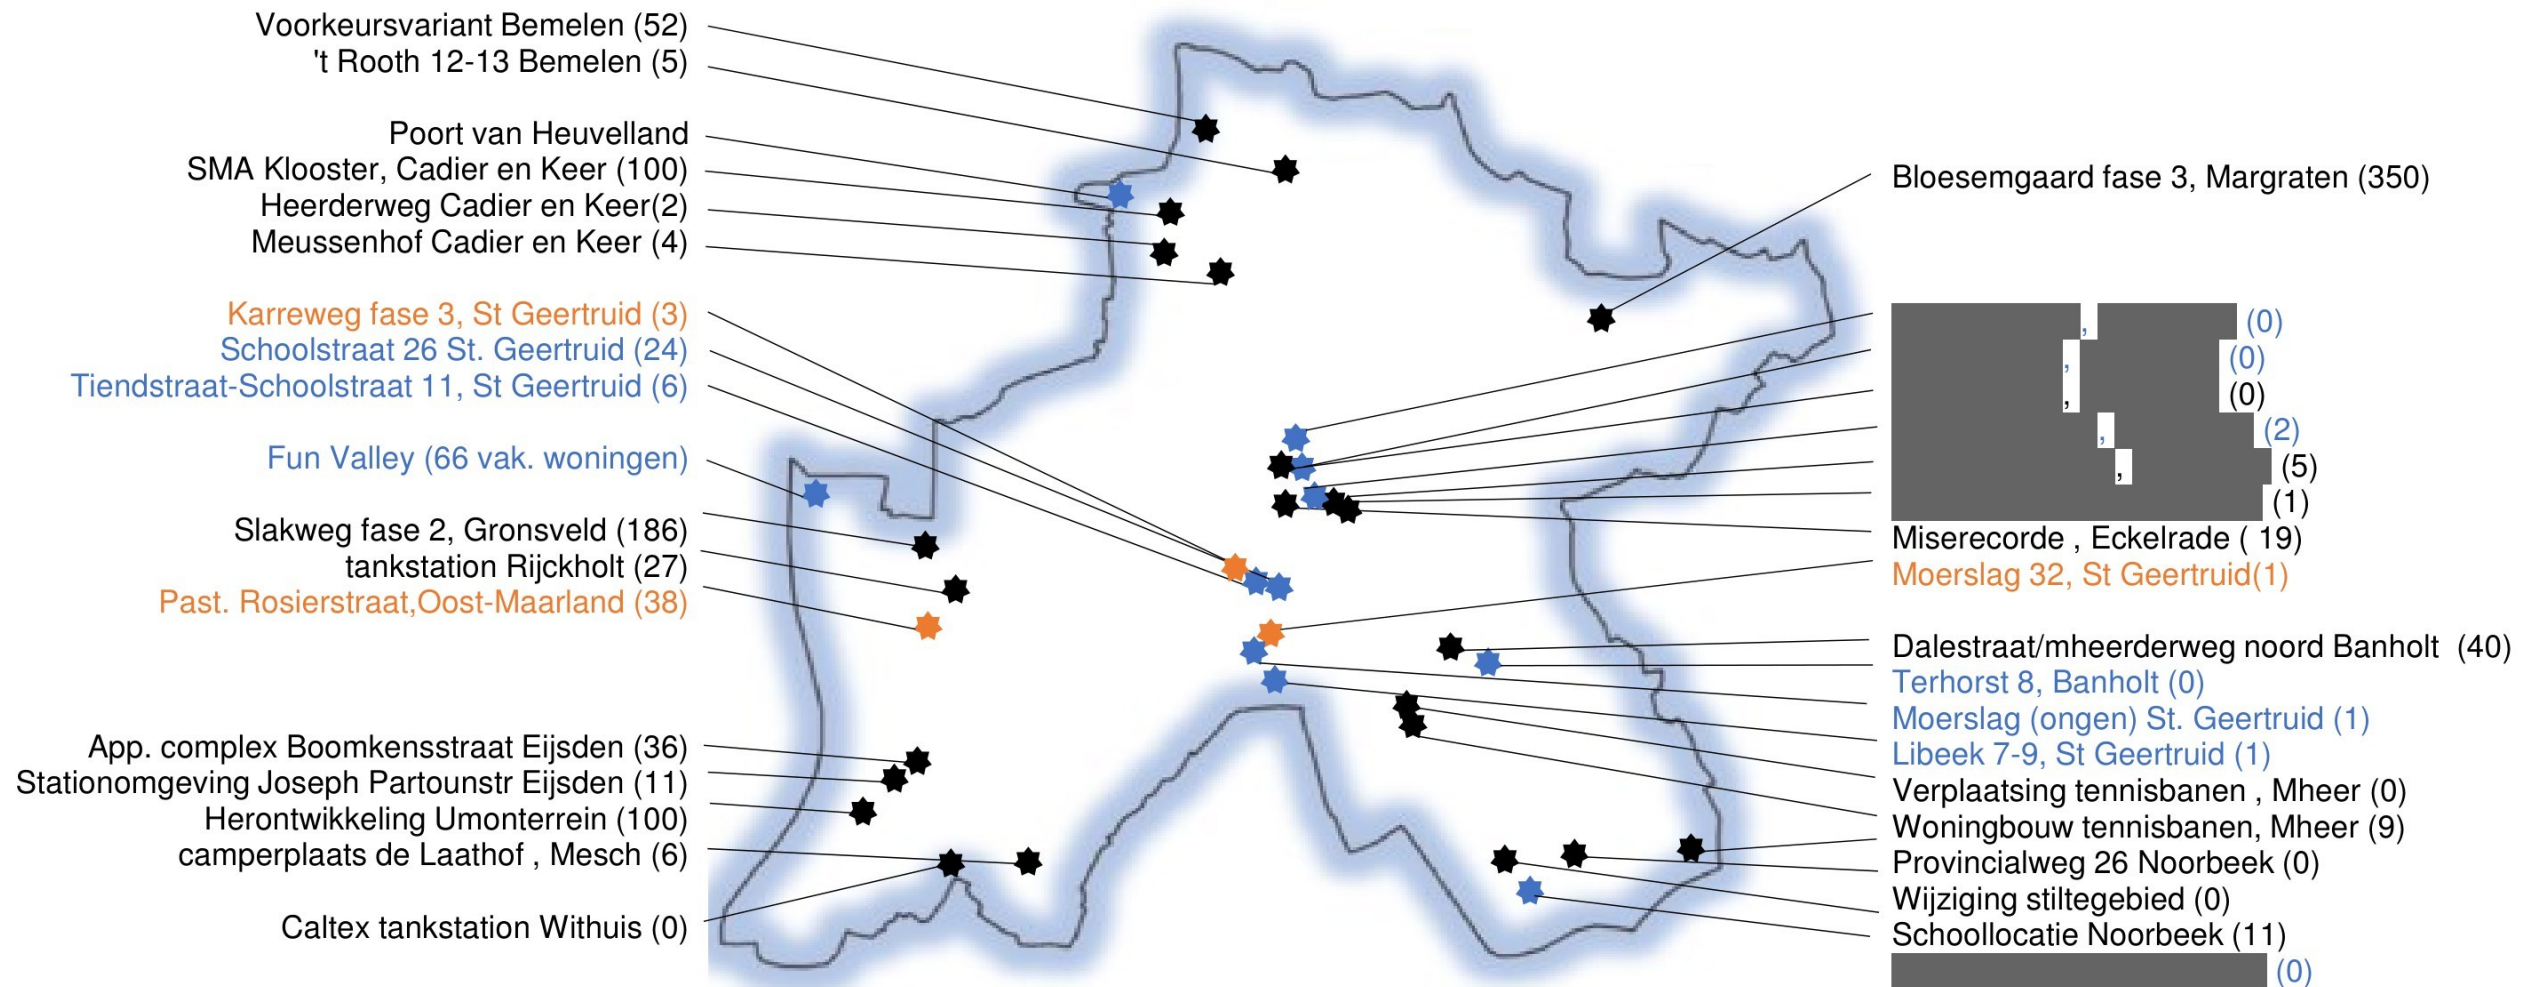 Voorkeursvariant Bemelen (52)
't Rooth 12-13 Bemelen (5)
Poort van Heuvelland
SMA Klooster, Cadier en Keer (100)
Heerderweg Cadier en Keer(2)
Meussenhof Cadier en Keer (4)
Karreweg fase 3, St Geertruid (3)
Schoolstraat 26 St. Geertruid (24)
Tiendstraat-Schoolstraat 11, St Geertruid (6)
Fun Valley (66 vak. woningen)
Slakweg fase 2, Gronsveld (186)
tankstation Rijckholt (27)
Past. Rosierstraat,Oost-Maarland (38)
App. complex Boomkensstraat Eijsden (36)
Stationomgeving Joseph Partounstr Eijsden (11)
Herontwikkeling Umonterrein (100)
camperplaats de Laathof , Mesch (6)
Caltex tankstation Withuis (0)
Bloesemgaard fase 3, Margraten (350)
, (0)
, (0)
, (0)
, (2)
, (5)
(1)
Miserecorde , Eckelrade ( 19)
Moerslag 32, St Geertruid(1)
Dalestraat/mheerderweg noord Banholt (40)
Terhorst 8, Banholt (0)
Moerslag (ongen) St. Geertruid (1)
Libeek 7-9, St Geertruid (1)
Verplaatsing tennisbanen , Mheer (0)
Woningbouw tennisbanen, Mheer (9)
Provincialweg 26 Noorbeek (0)
Wijziging stiltegebied (0)
Schoollocatie Noorbeek (11)
(0)